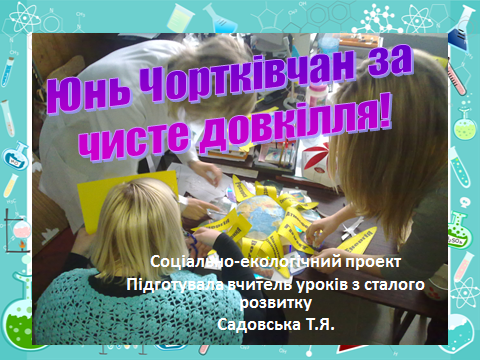 Юнь Чортківчан за
чисте довкілля!
Соціально-екологічний проект
Підготувала вчитель уроків з сталого
розвитку
Садовська Т.Я.